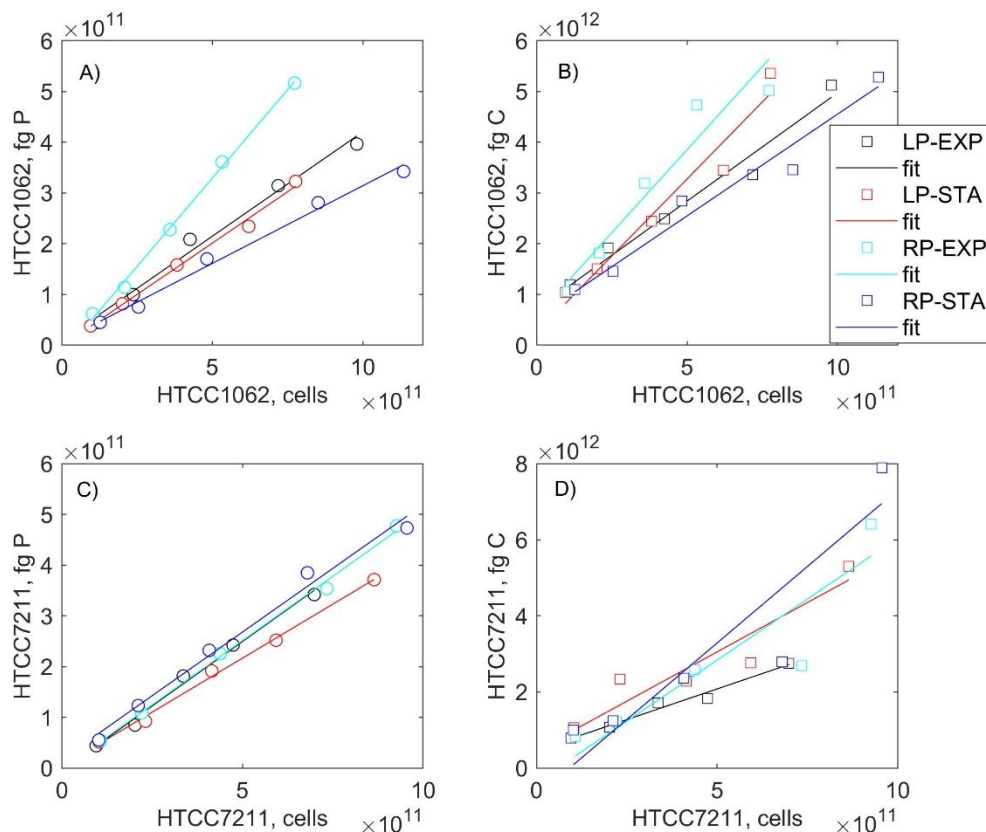 ×10^11
6
5
4
3
2
1
0
A)
HTCC1062, fg P
0 5 10
HTCC1062, cells
×10^11
×10^12
6
5
4
3
2
1
0
B)
HTCC1062, fg C
0 5 10
HTCC1062, cells
×10^11
LP-EXP
fit
LP-STA
fit
RP-EXP
fit
RP-STA
fit
×10^11
6
5
4
3
2
1
0
C)
HTCC7211, fg P
0 5 10
HTCC7211, cells
×10^11
×10^12
8
6
4
2
0
D)
HTCC7211, fg C
0 5 10
HTCC7211, cells
×10^11